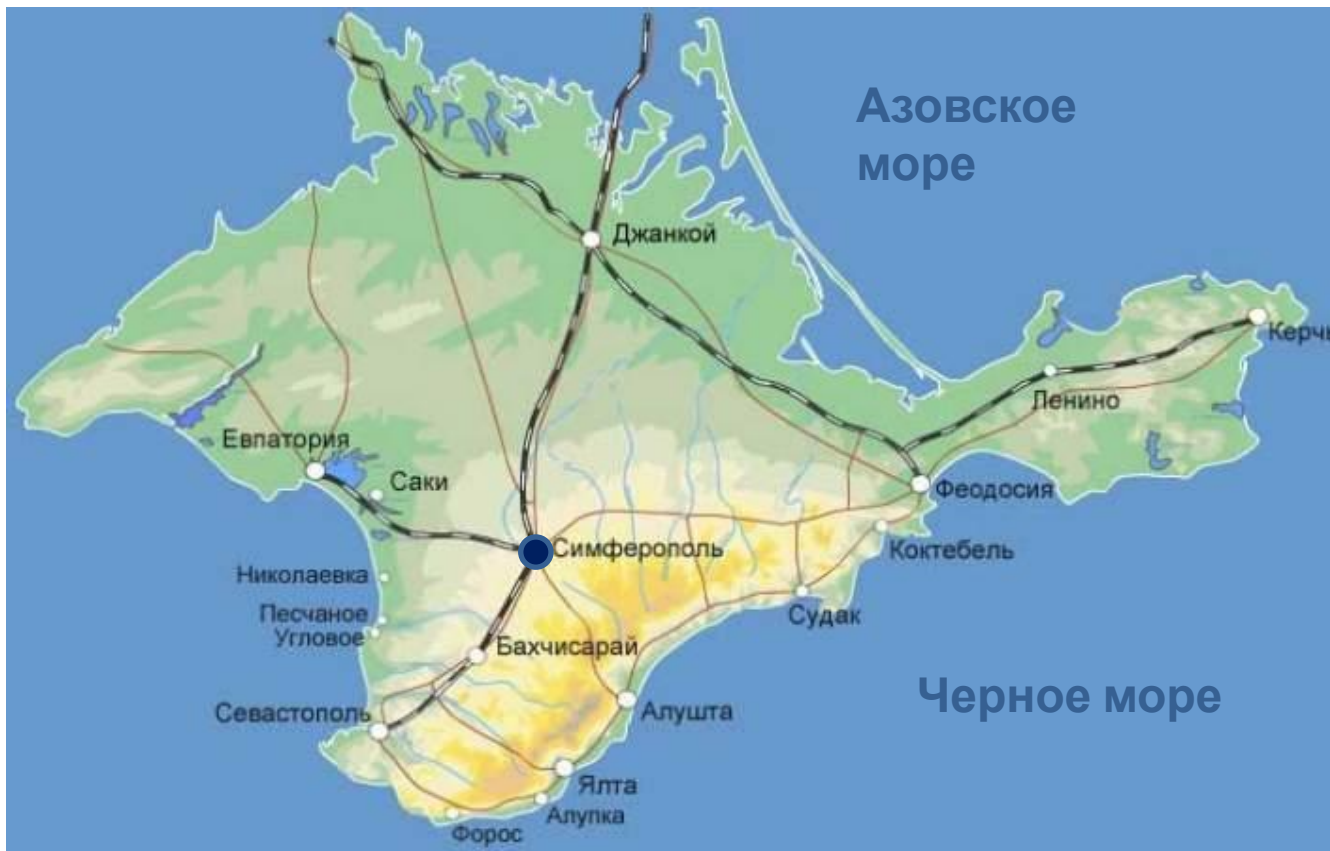 Азовское
море
Джанкой
Керчь
Ленино
Евпатория
Саки
Феодосия
Симферополь
Коктебель
Николаевка
Песчаное
Угловое
Судак
Бахчисарай
Черное море
Севастополь
Алушта
Ялта
Алупка
Форос